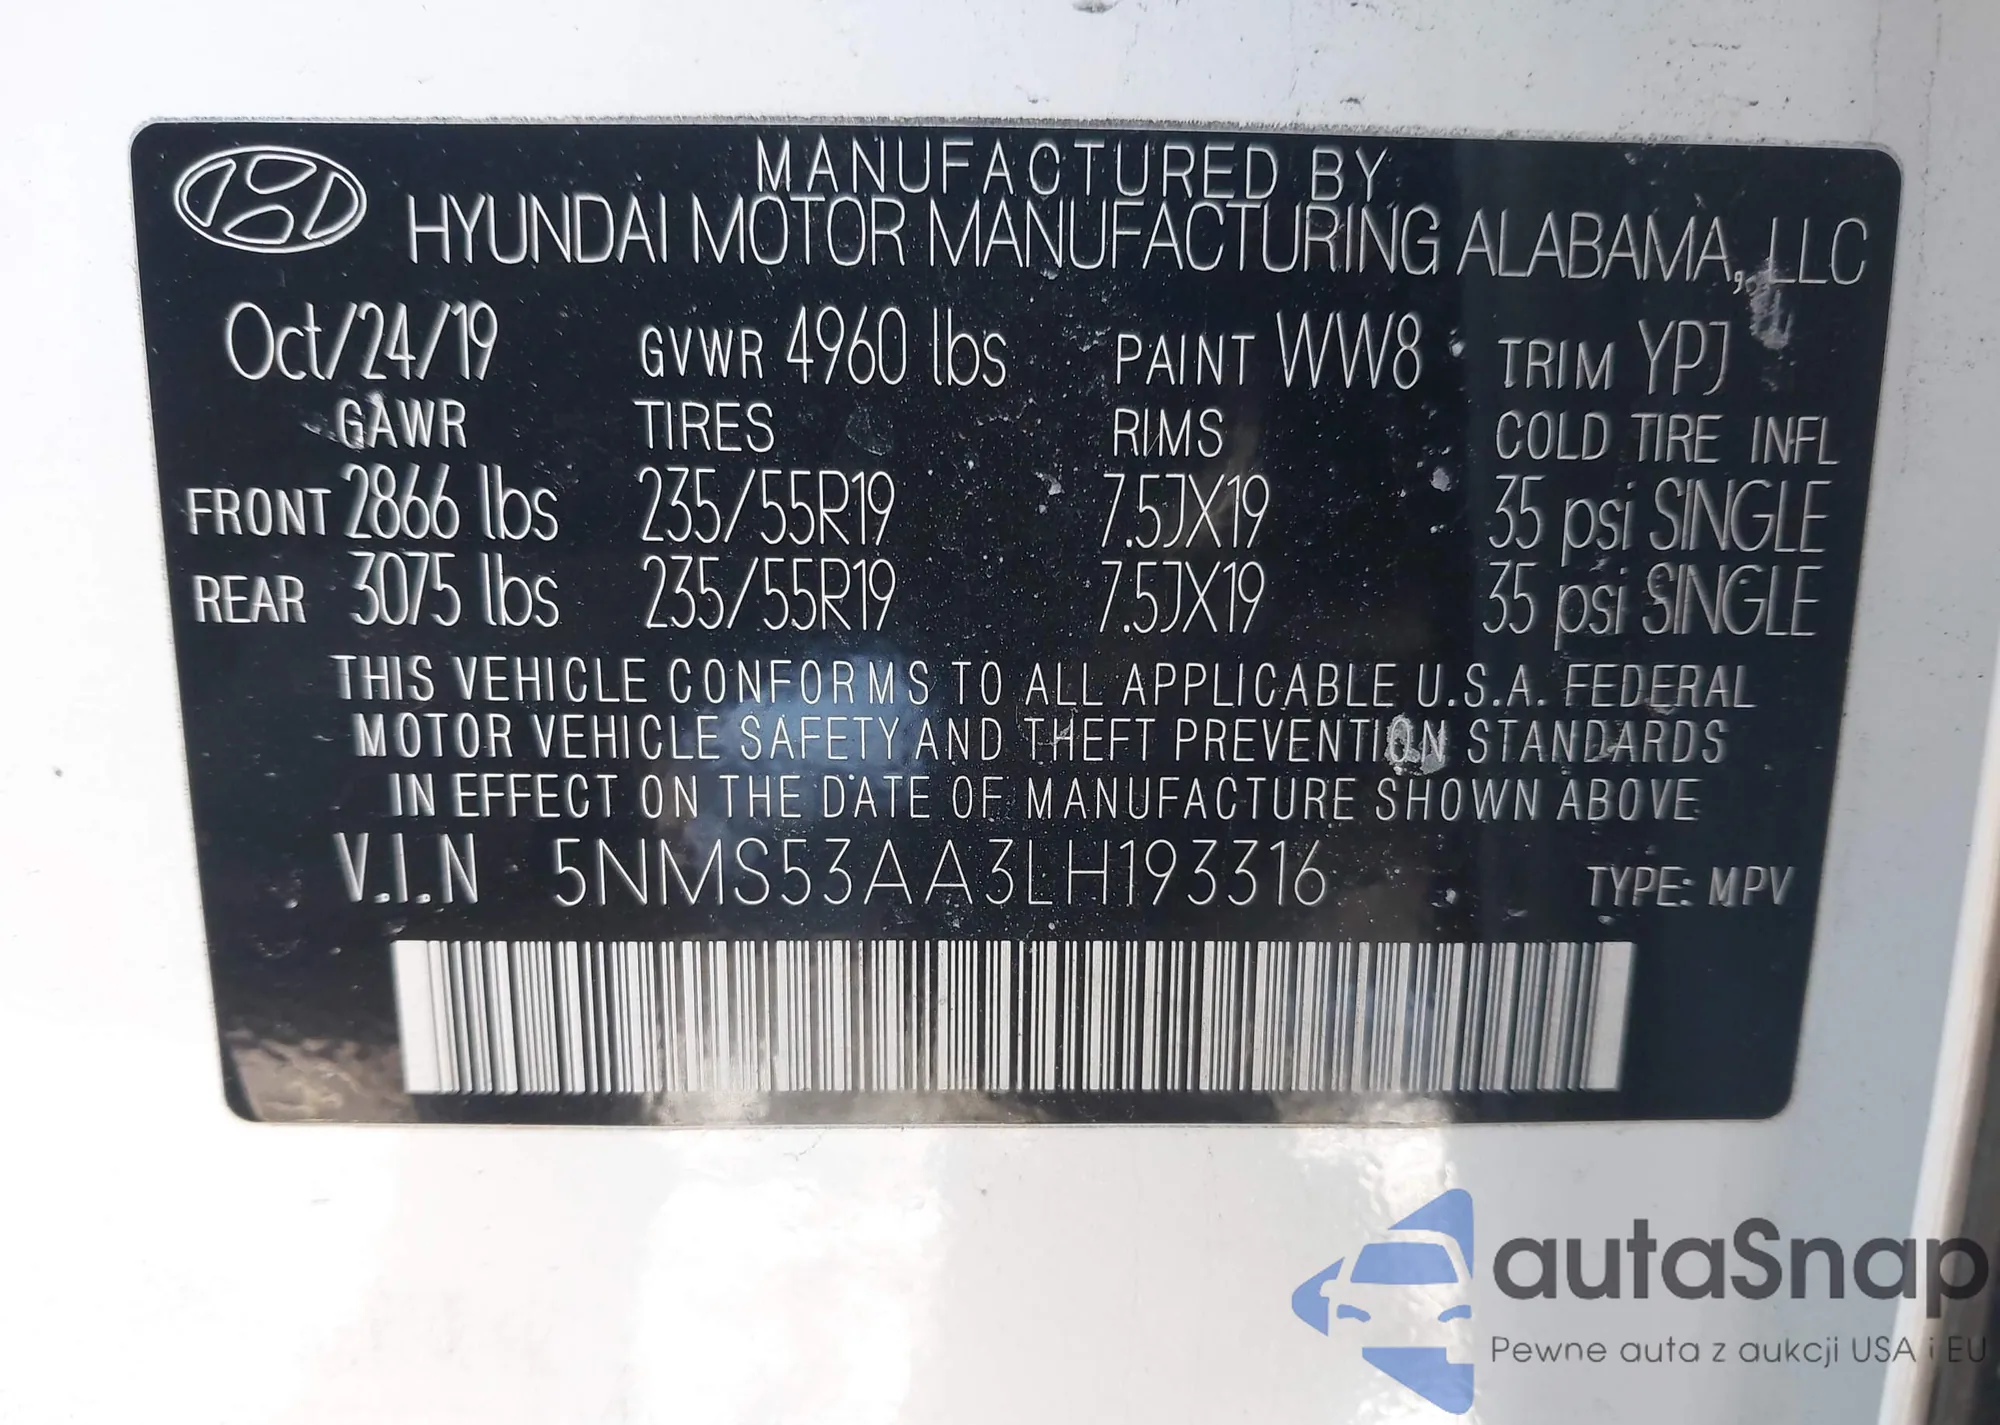 MANUFACTURED BY
HYUNDAI MOTOR MANUFACTURING ALABAMA, LLC
Oct/24/19 GVWR 4960 lbs PAINT WW8 TRIM YPJ
GAWR TIRES RIMS COLD TIRE INFL
FRONT 2866 lbs 235/55R19 7.5JX19 35 psi SINGLE
REAR 3075 lbs 235/55R19 7.5JX19 35 psi SINGLE
THIS VEHICLE CONFORMS TO ALL APPLICABLE U.S.A. FEDERAL
MOTOR VEHICLE SAFETY AND THEFT PREVENTION STANDARDS
IN EFFECT ON THE DATE OF MANUFACTURE SHOWN ABOVE
V.I.N 5NMS53AA3LH193316 TYPE: MPV
autaSnap
Pewne auta z aukcji USA i EU